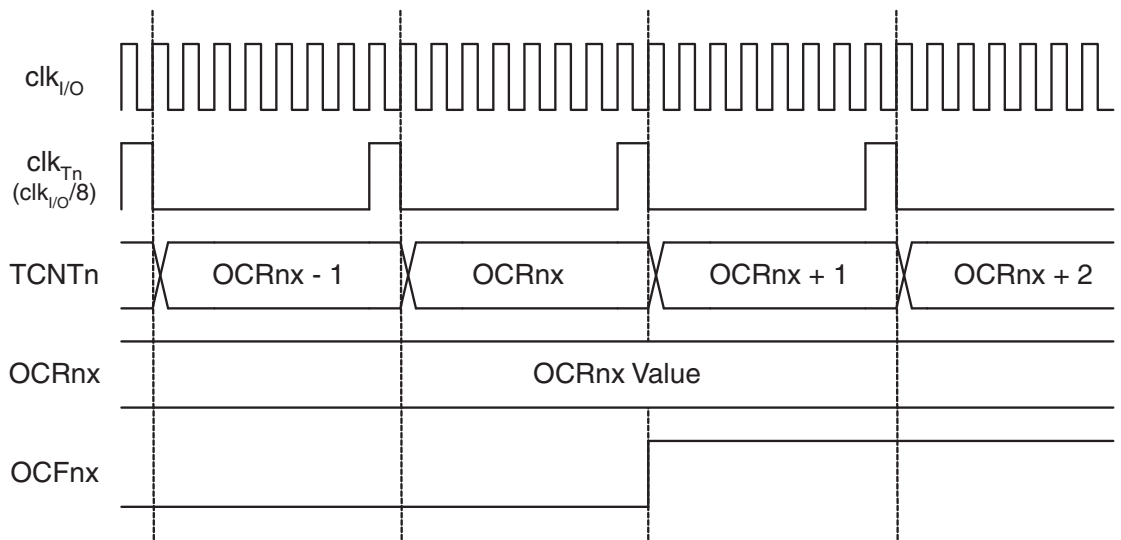 clkI/O
clkTn
(clkI/O/8)
TCNTn
OCRnx - 1
OCRnx
OCRnx + 1
OCRnx + 2
OCRnx
OCRnx Value
OCFnx